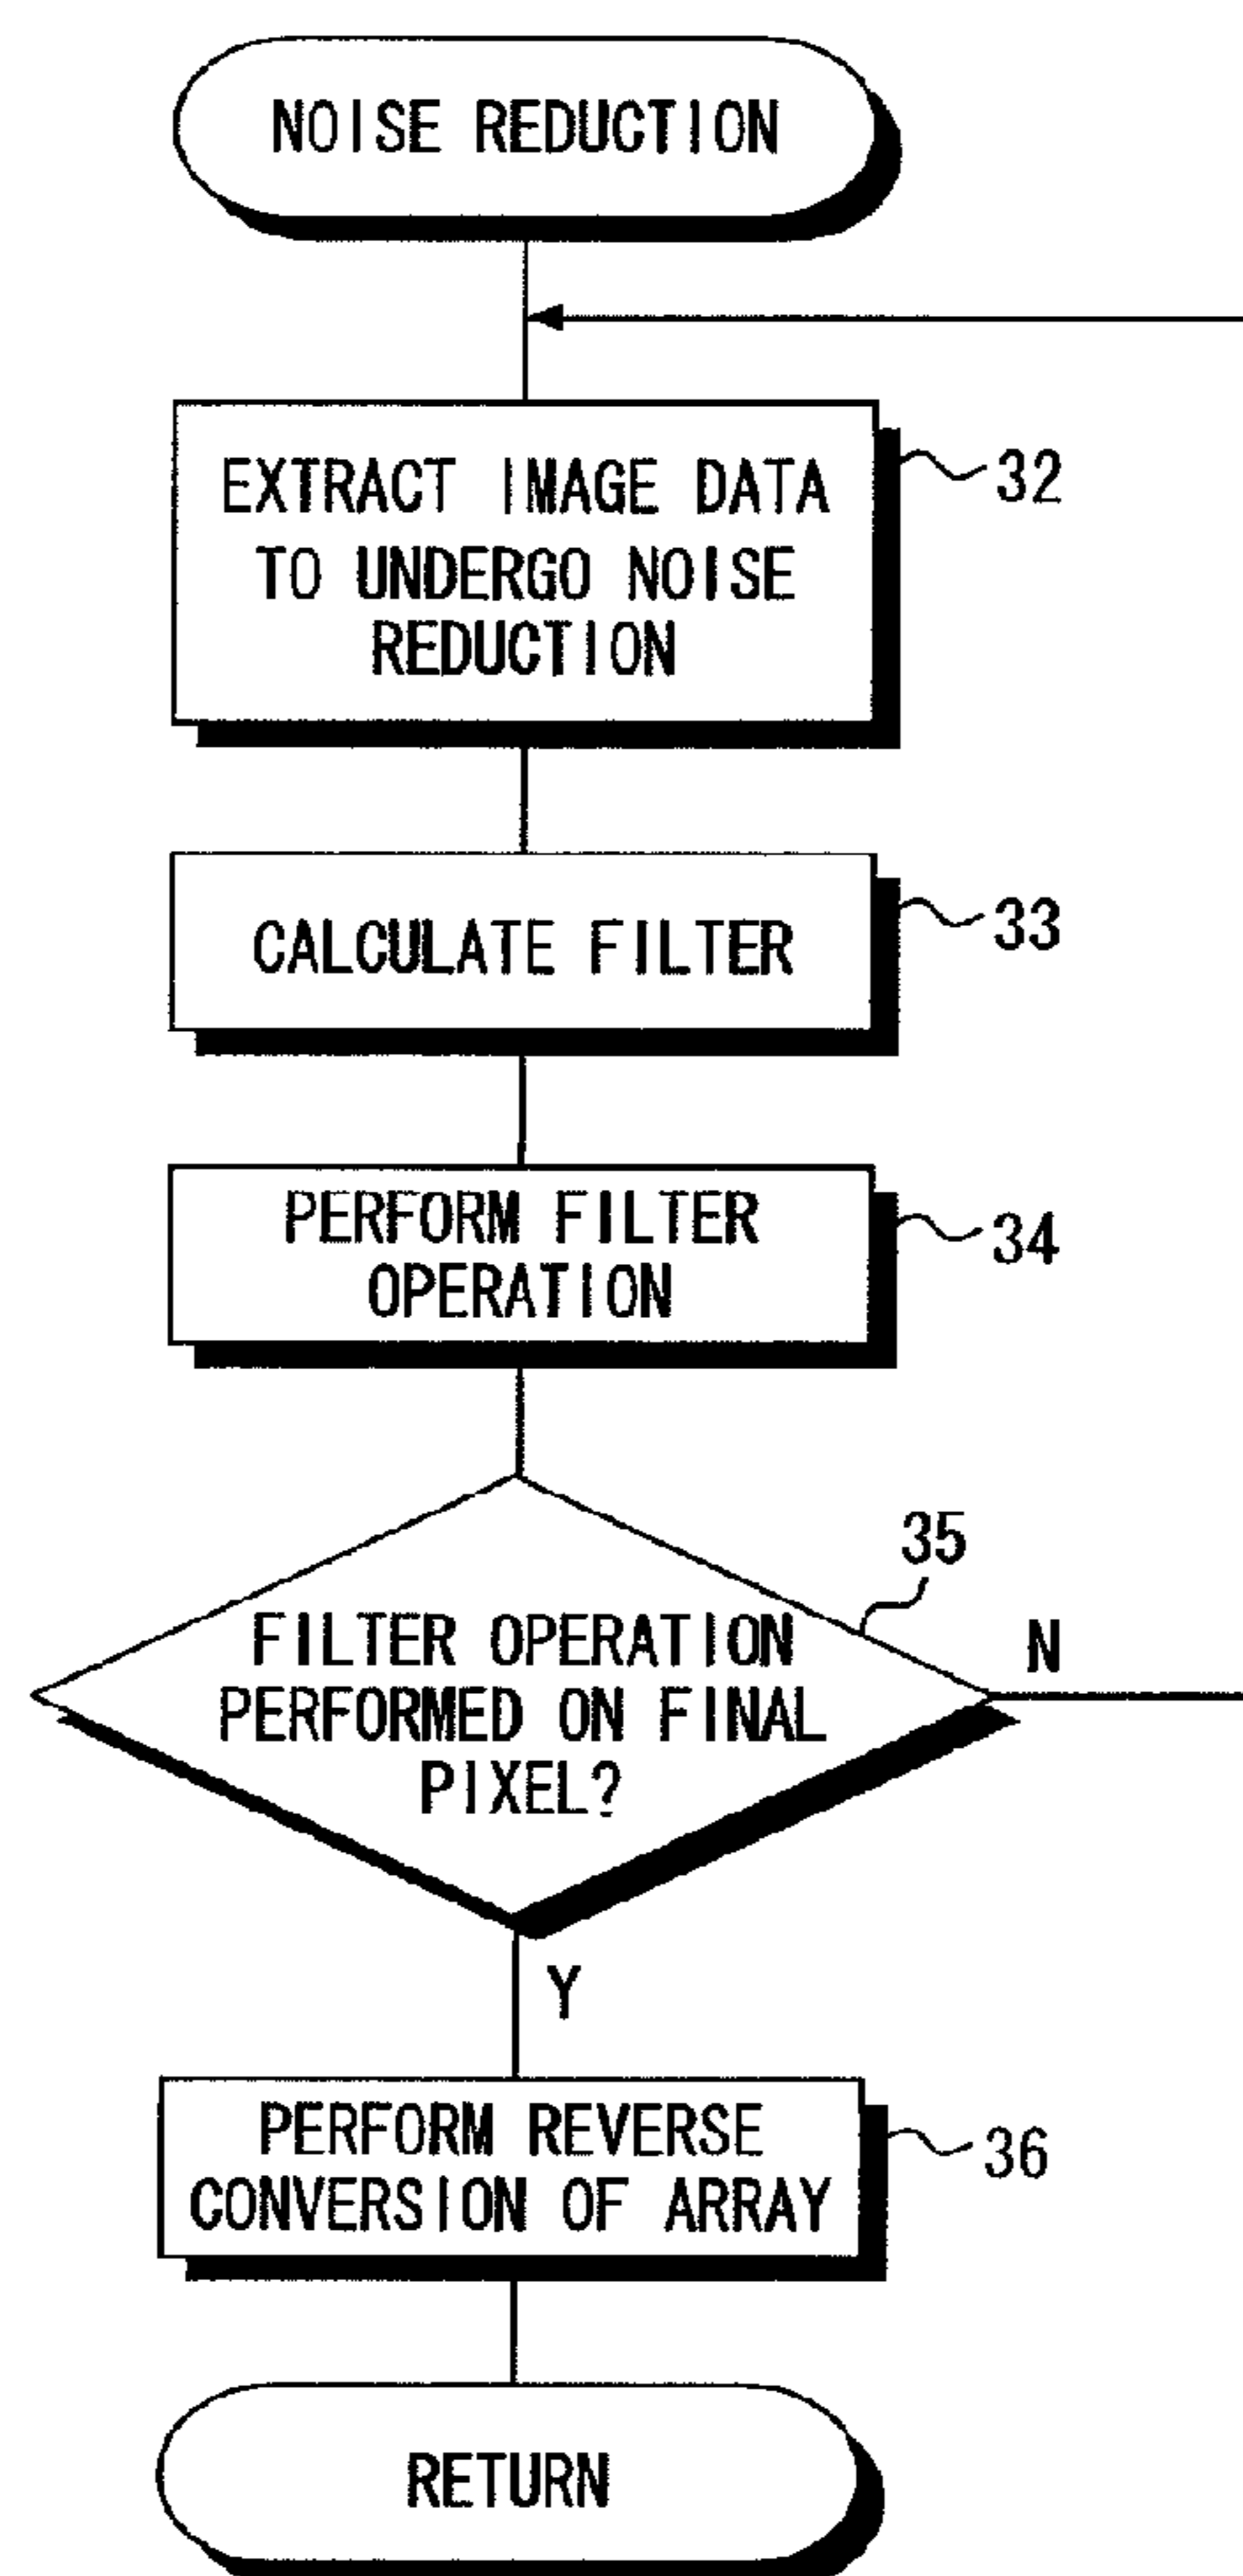 NOISE REDUCTION
EXTRACT IMAGE DATA
TO UNDERGO NOISE
REDUCTION
32
CALCULATE FILTER
33
PERFORM FILTER
OPERATION
34
35
FILTER OPERATION
PERFORMED ON FINAL
PIXEL?
N
Y
PERFORM REVERSE
CONVERSION OF ARRAY
36
RETURN